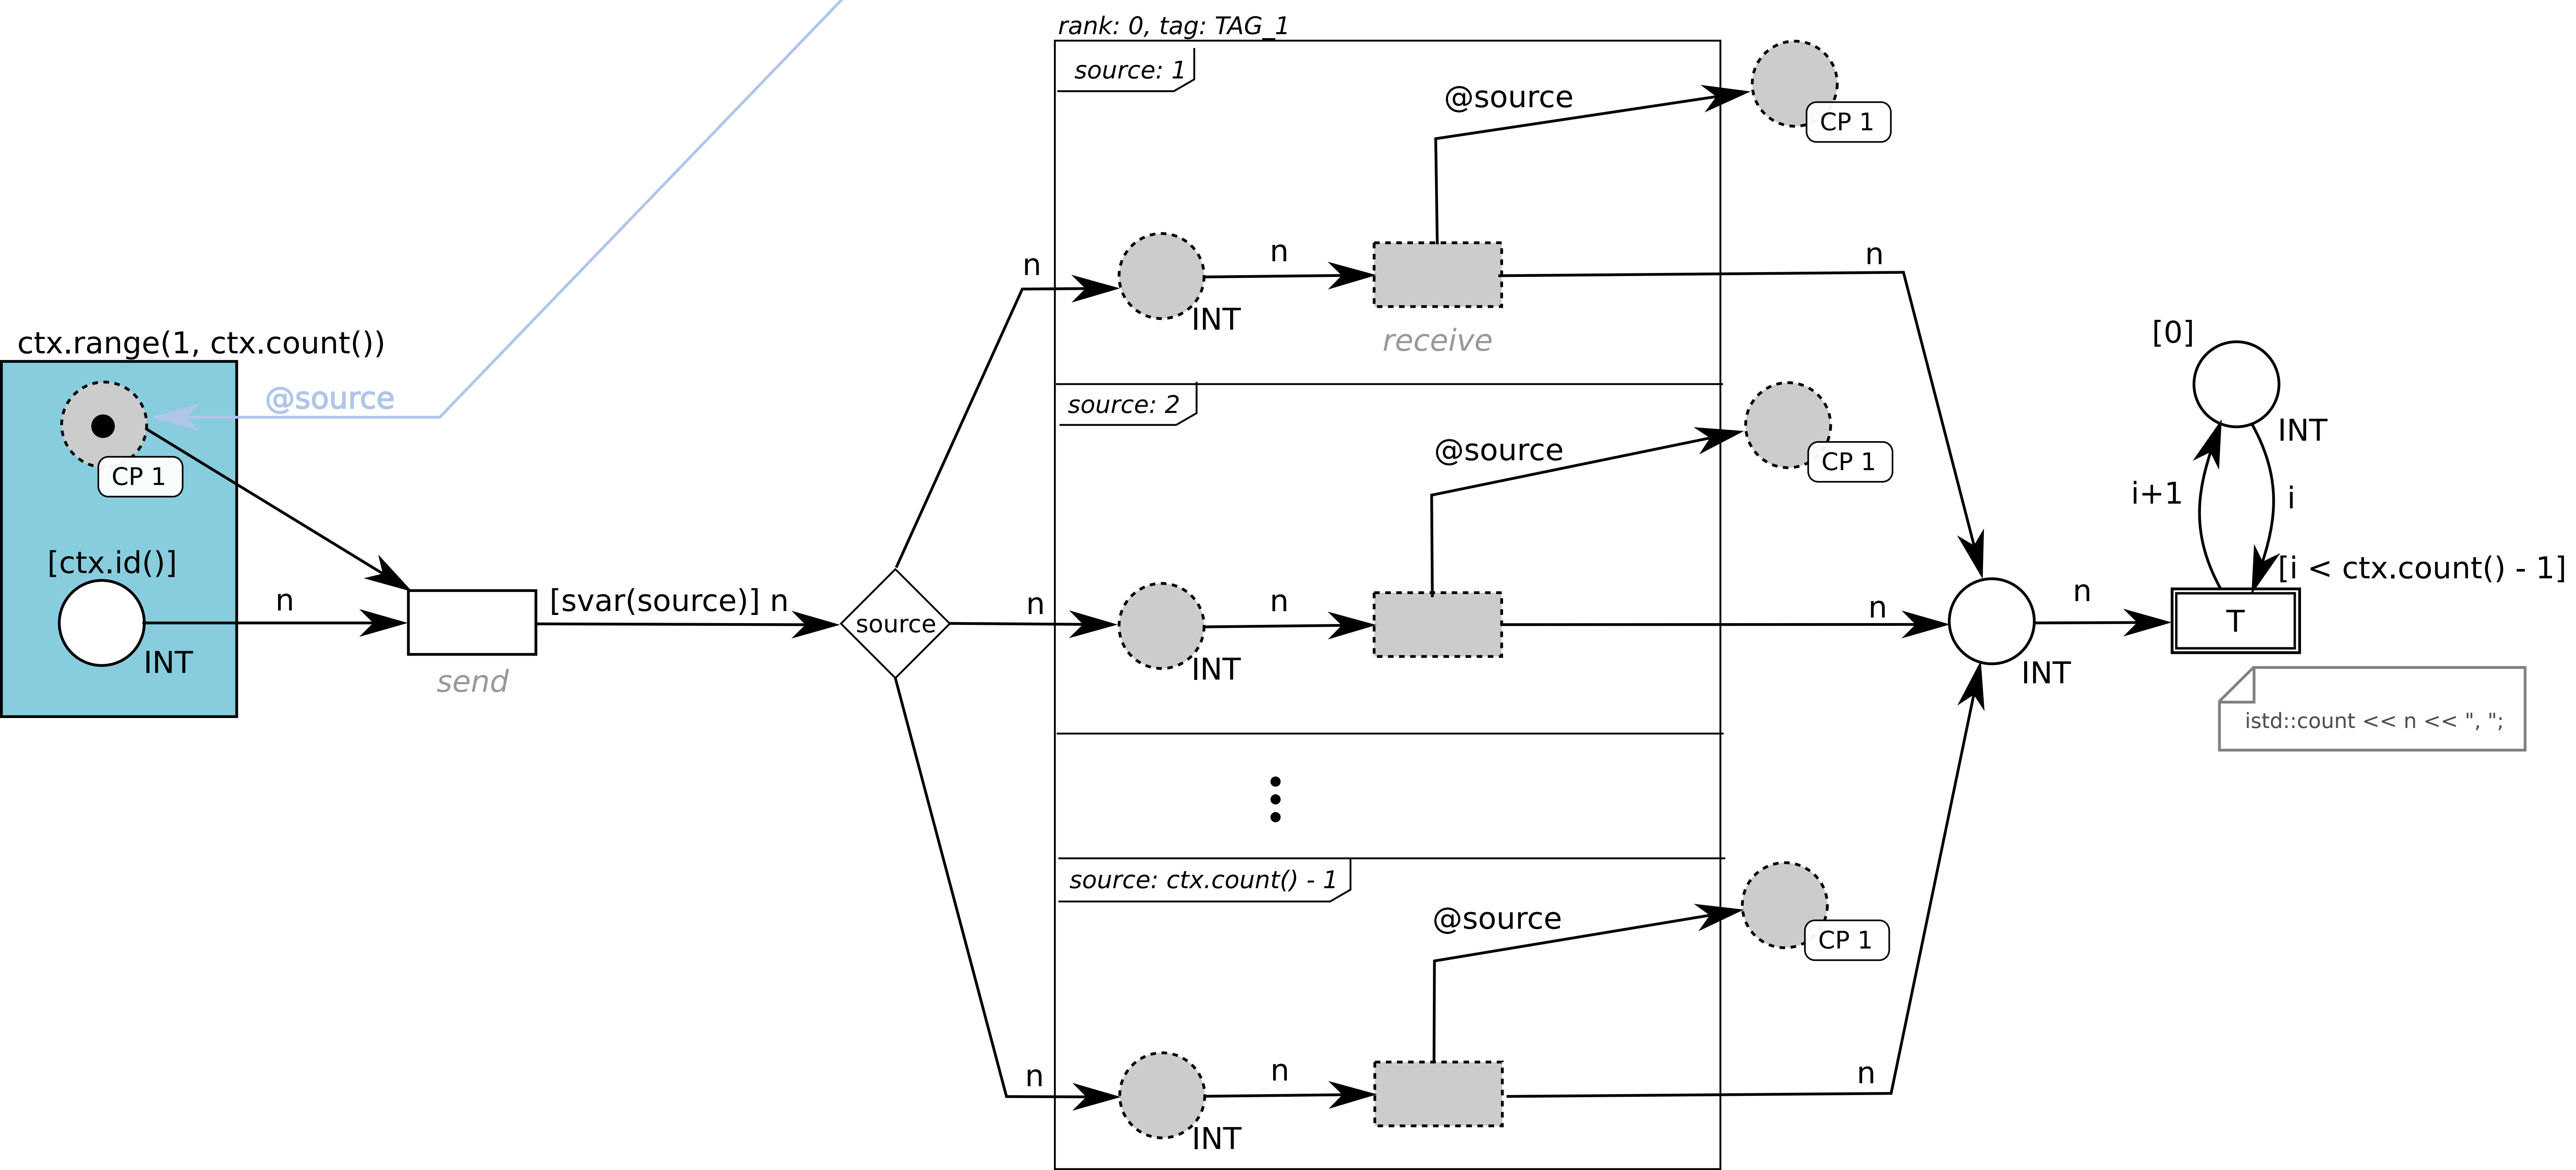 rank: 0, tag: TAG_1
source: 1
@source
CP 1
n
n
n
INT
receive
ctx.range(1, ctx.count())
@source
CP 1
[ctx.id()]
n
INT
send
[svar(source)] n
source
source: 2
@source
CP 1
n
n
n
INT
source: ctx.count() - 1
@source
CP 1
n
n
n
INT
INT
n
[0]
INT
i+1
i
[i < ctx.count() - 1]
T
istd::count << n << ", ";